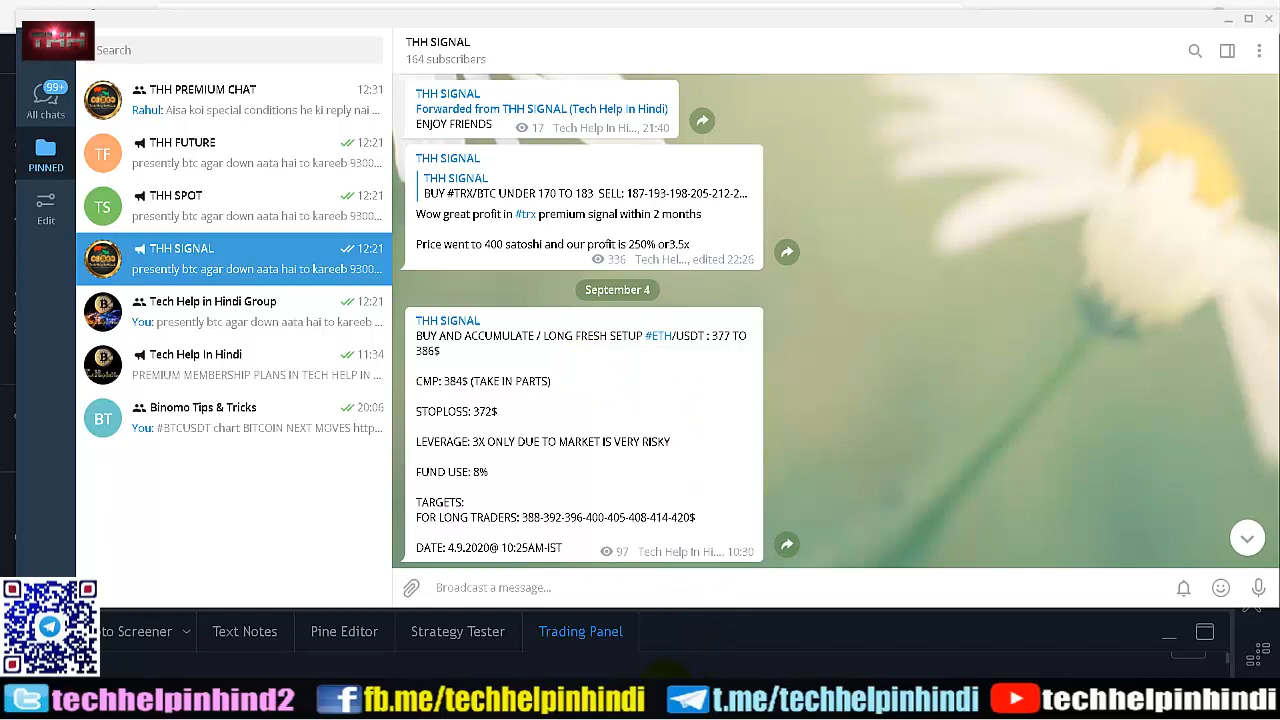 THH
Search
99+
All chats
PINNED
Edit
THH PREMIUM CHAT 12:31
Rahul: Aisa koi special conditions he ki reply nai ...
TF
THH FUTURE 12:21
presently btc agar down aata hai to kareeb 9300...
TS
THH SPOT 12:21
presently btc agar down aata hai to kareeb 9300...
THH SIGNAL 12:21
presently btc agar down aata hai to kareeb 9300...
Tech Help in Hindi Group 12:21
You: presently btc agar down aata hai to kareeb ...
Tech Help In Hindi 11:34
PREMIUM MEMBERSHIP PLANS IN TECH HELP IN ...
BT
Binomo Tips & Tricks 20:06
You: #BTCUSDT chart BITCOIN NEXT MOVES http...
THH SIGNAL
164 subscribers
THH SIGNAL
Forwarded from THH SIGNAL (Tech Help In Hindi)
ENJOY FRIENDS 17 Tech Help In Hi..., 21:40
THH SIGNAL
THH SIGNAL
BUY #TRX/BTC UNDER 170 TO 183 SELL: 187-193-198-205-212-2...
Wow great profit in #trx premium signal within 2 months
Price went to 400 satoshi and our profit is 250% or3.5x
336 Tech Hel..., edited 22:26
September 4
THH SIGNAL
BUY AND ACCUMULATE / LONG FRESH SETUP #ETH/USDT : 377 TO
386$
CMP: 384$ (TAKE IN PARTS)
STOPLOSS: 372$
LEVERAGE: 3X ONLY DUE TO MARKET IS VERY RISKY
FUND USE: 8%
TARGETS:
FOR LONG TRADERS: 388-392-396-400-405-408-414-420$
DATE: 4.9.2020@ 10:25AM-IST 97 Tech Help In Hi..., 10:30
Broadcast a message...
Screener Text Notes Pine Editor Strategy Tester Trading Panel
techhelpinhind2 fb.me/techhelpinhindi t.me/techhelpinhindi techhelpinhindi